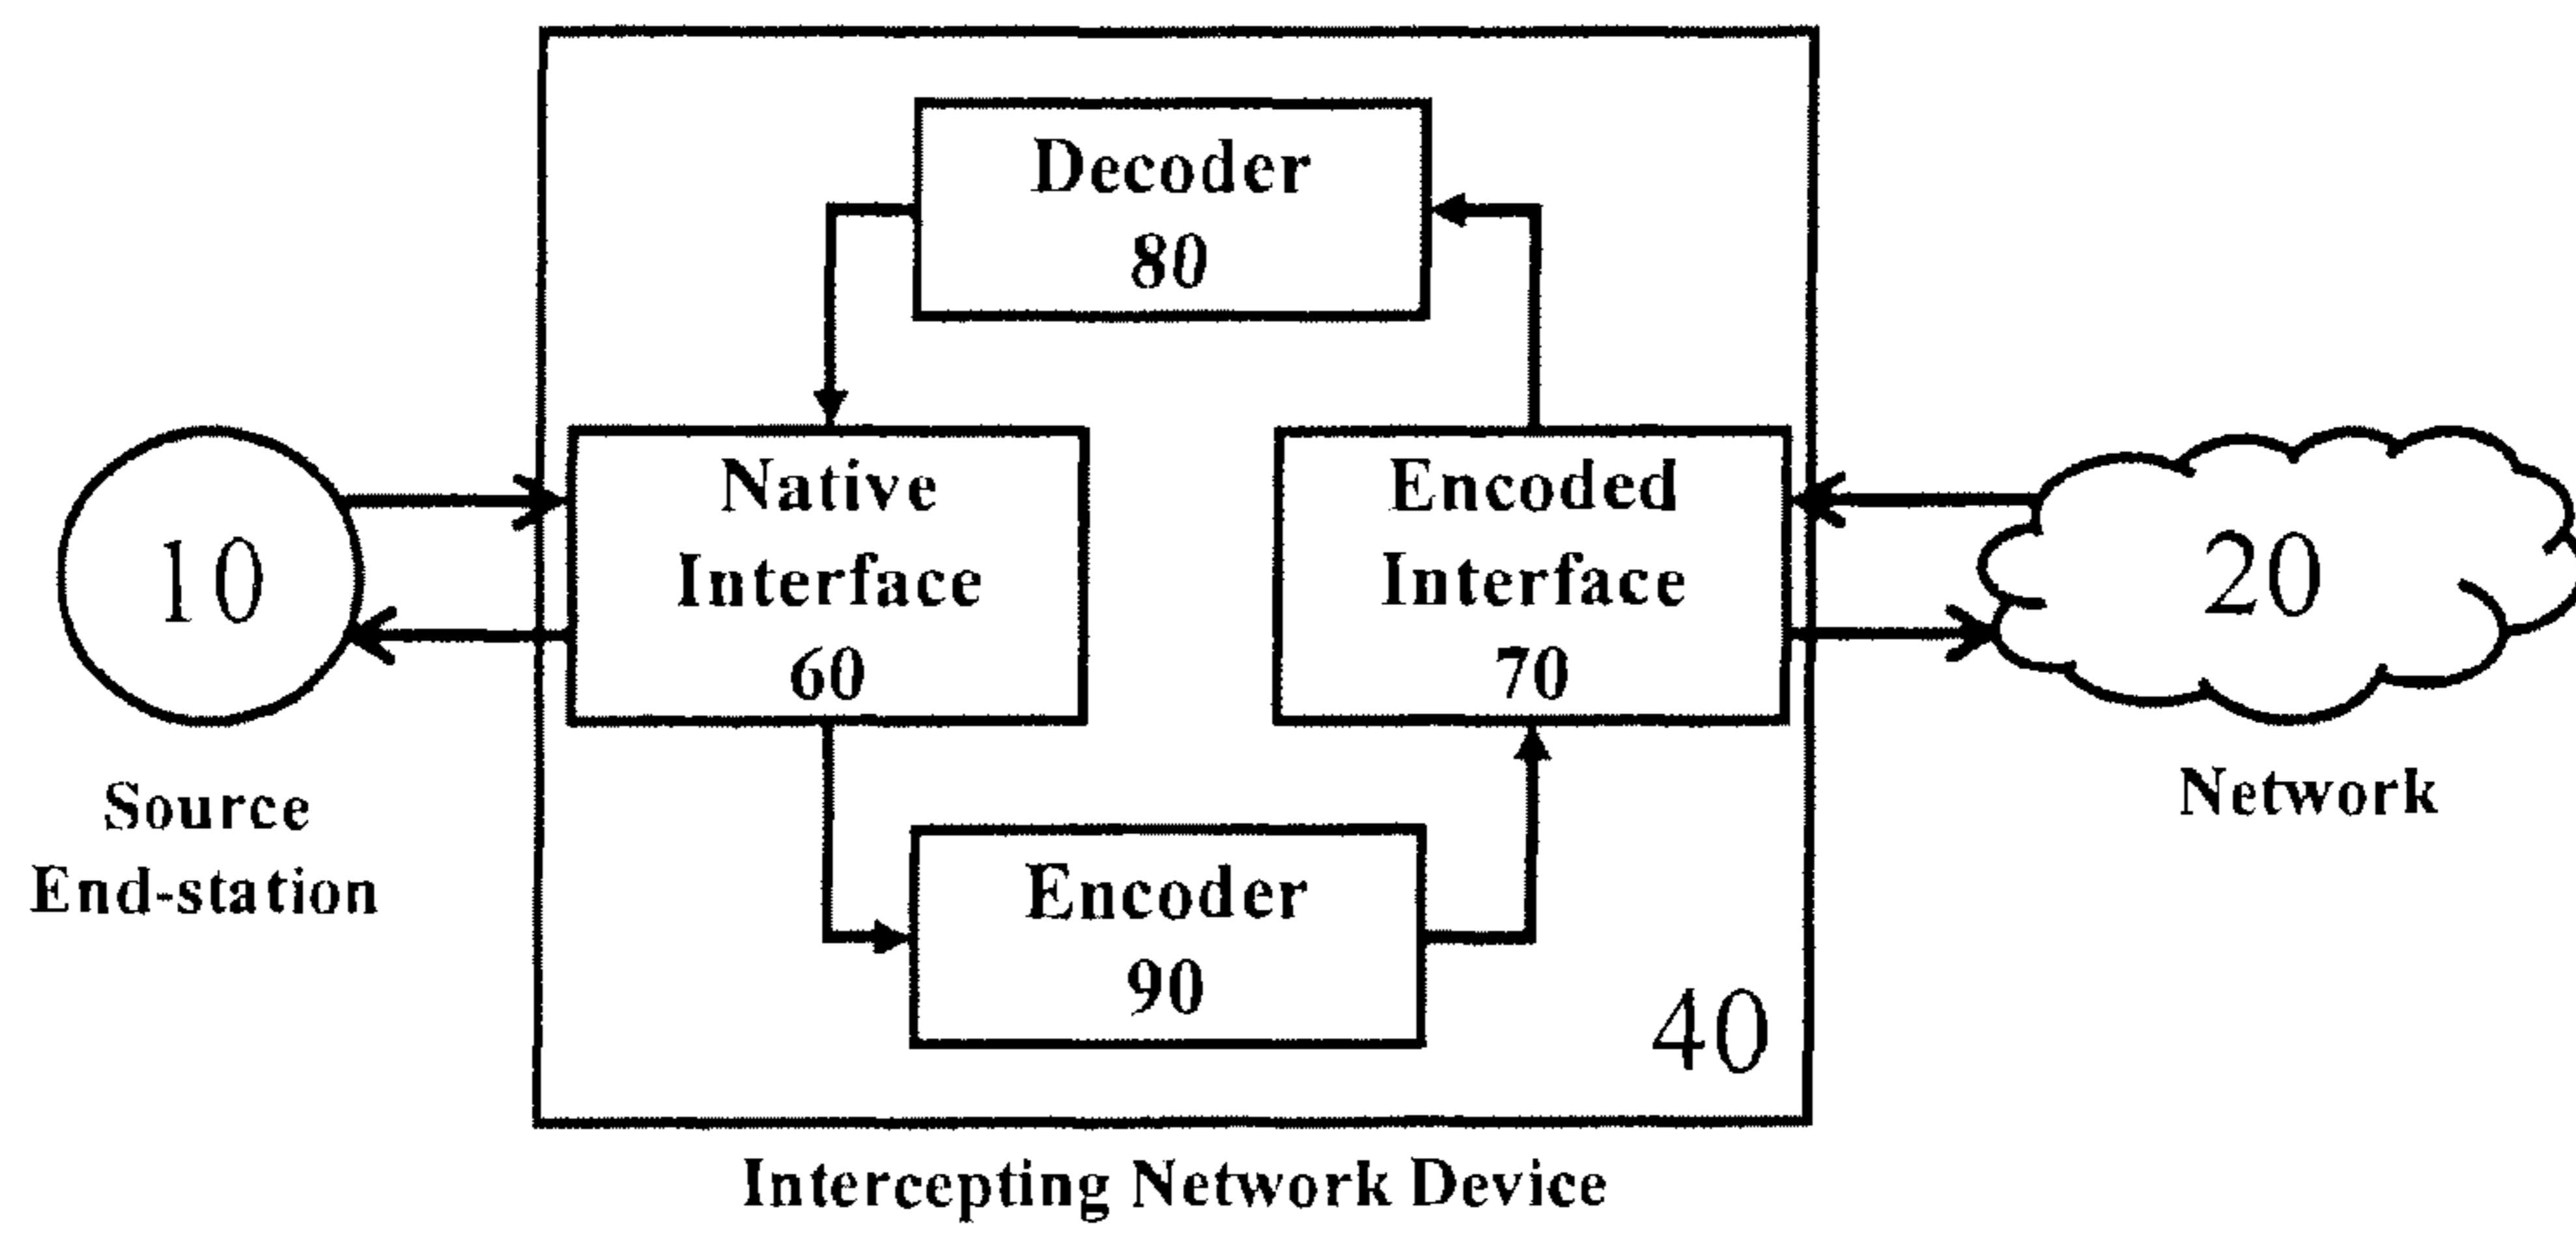 Decoder
80
10
Native
Interface
60
Encoded
Interface
70
20
Source
End-station
Network
Encoder
90
40
Intercepting Network Device